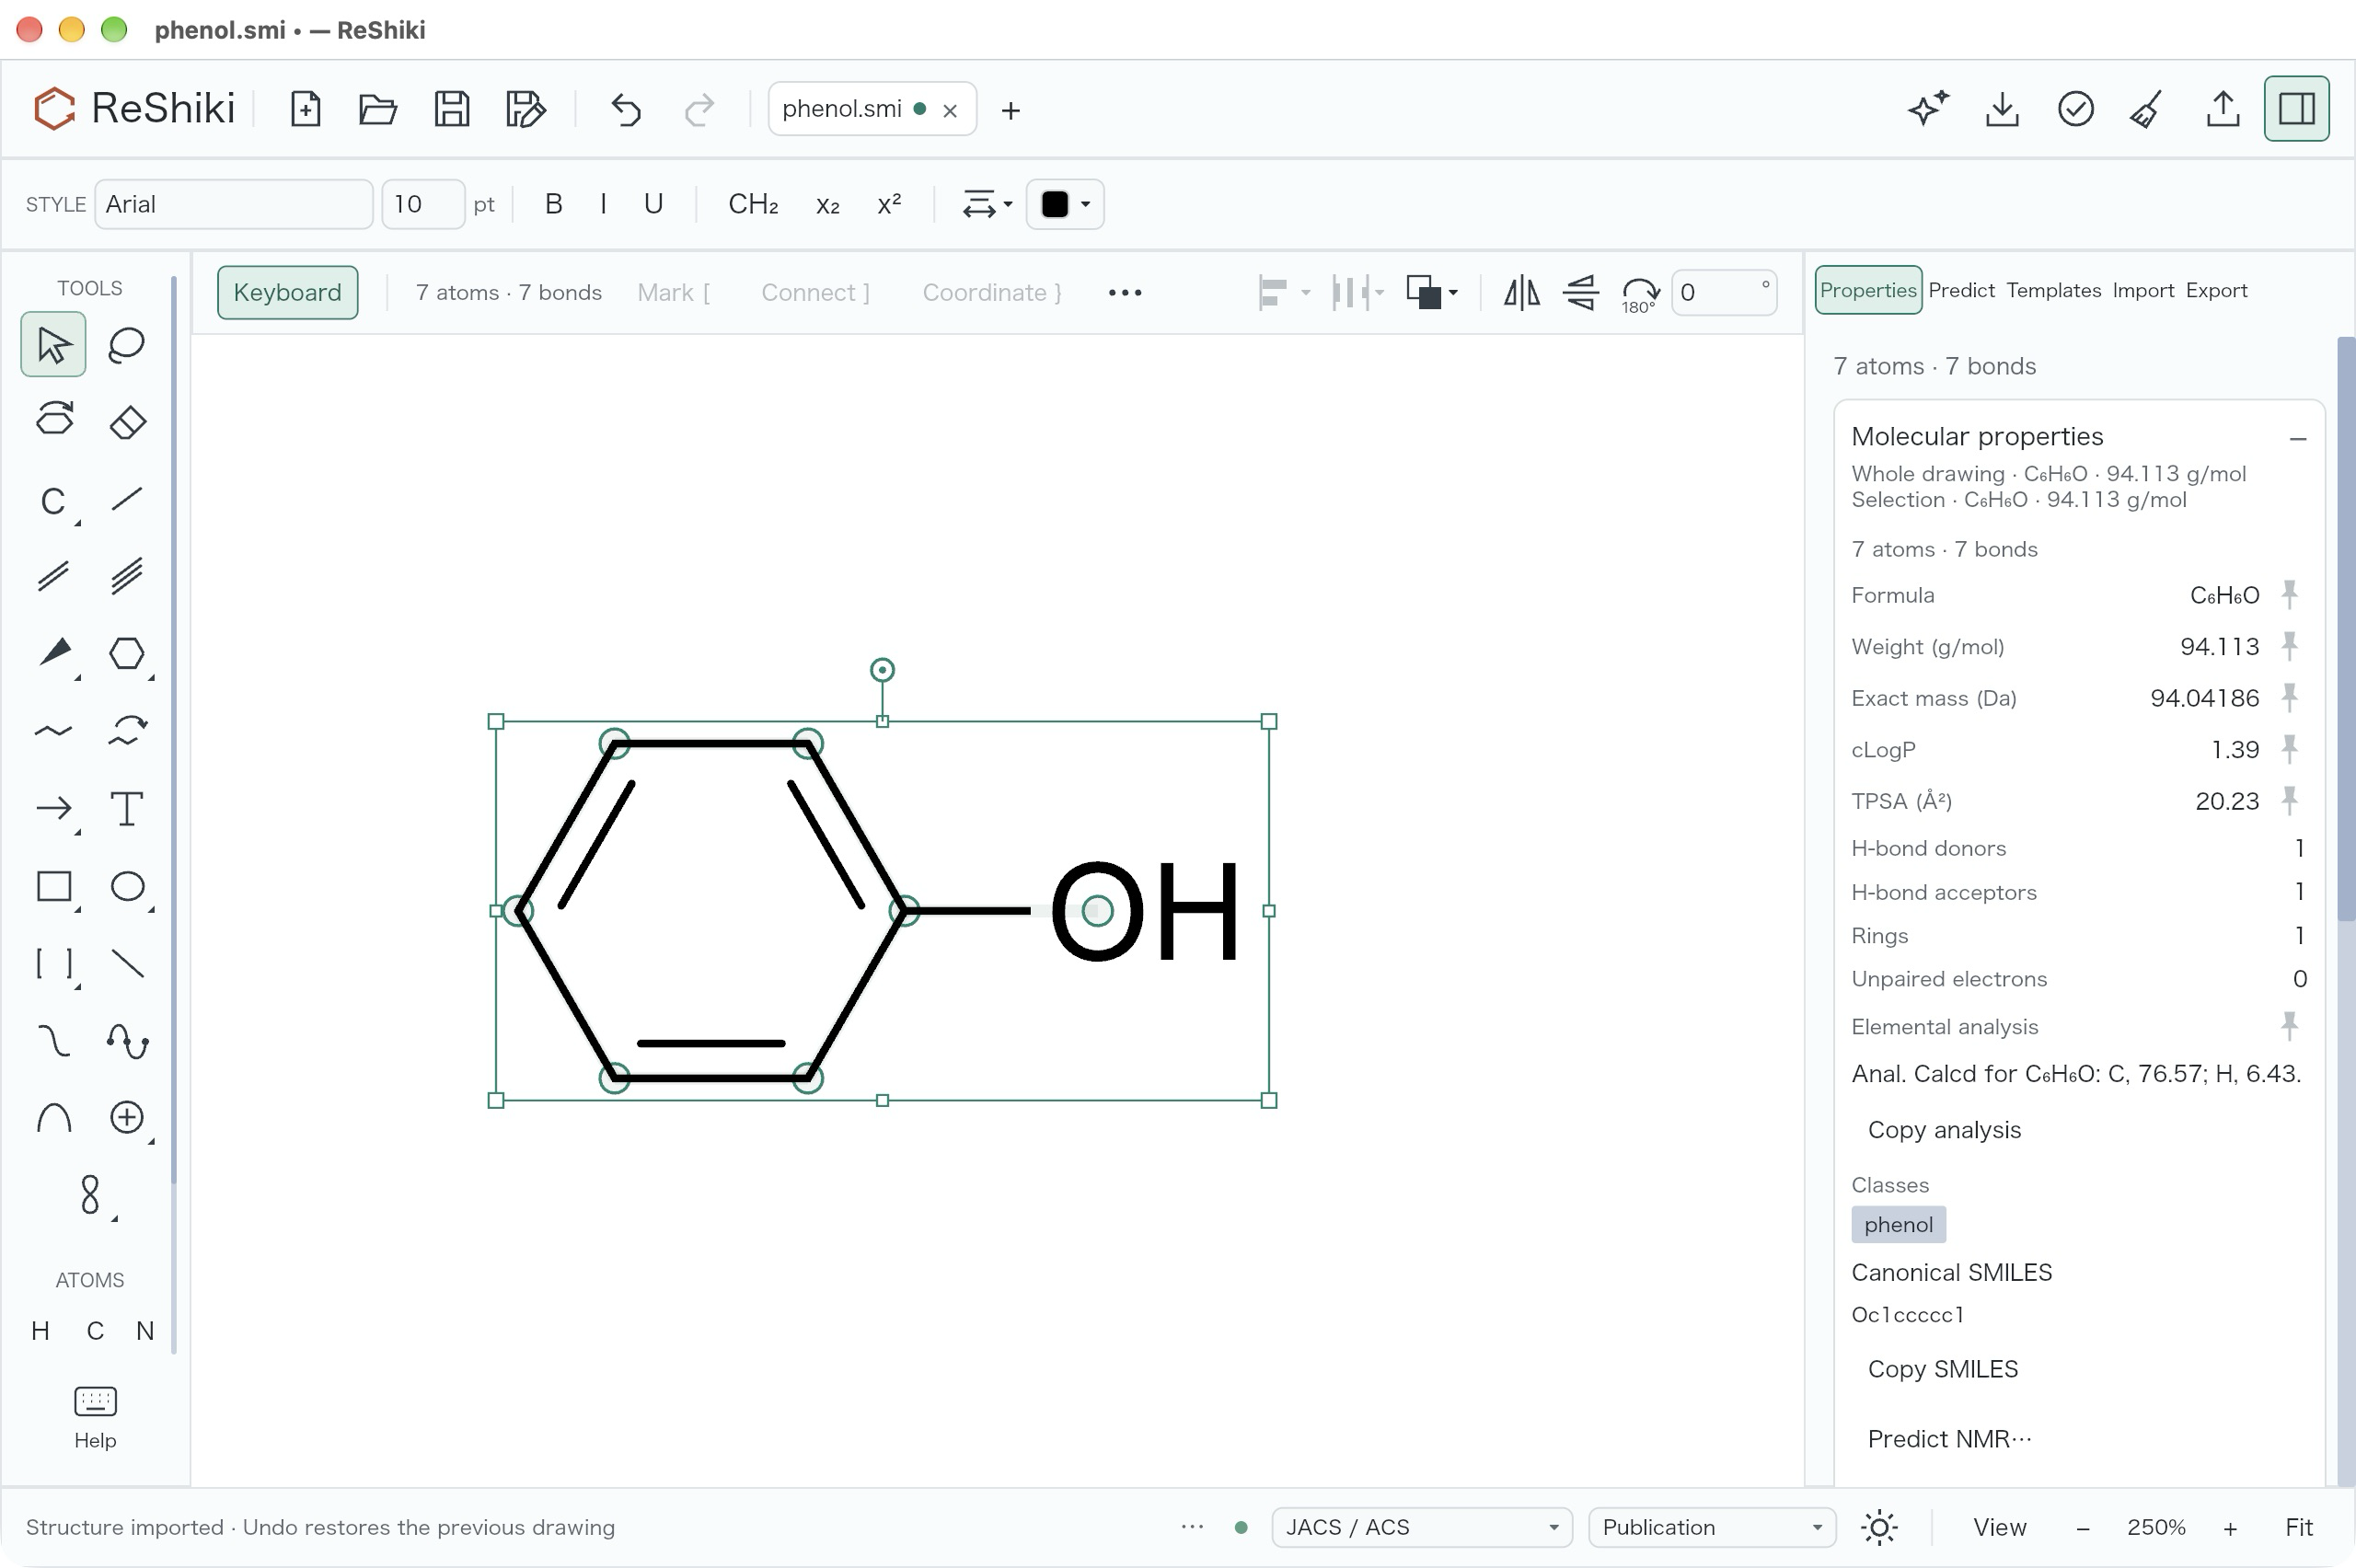 phenol.smi • — ReShiki
ReShiki
phenol.smi ● × +
STYLE Arial 10 pt B I U CH₂ x₂ x²
TOOLS
Keyboard 7 atoms · 7 bonds Mark [ Connect ] Coordinate } ••• 180° 0 °
Properties Predict Templates Import Export
C
T
[ ]
ATOMS
H C N
Help
OH
7 atoms · 7 bonds
Molecular properties –
Whole drawing · C₆H₆O · 94.113 g/mol
Selection · C₆H₆O · 94.113 g/mol
7 atoms · 7 bonds
Formula C₆H₆O
Weight (g/mol) 94.113
Exact mass (Da) 94.04186
cLogP 1.39
TPSA (Å²) 20.23
H-bond donors 1
H-bond acceptors 1
Rings 1
Unpaired electrons 0
Elemental analysis
Anal. Calcd for C₆H₆O: C, 76.57; H, 6.43.
Copy analysis
Classes
phenol
Canonical SMILES
Oc1ccccc1
Copy SMILES
Predict NMR···
Structure imported · Undo restores the previous drawing ··· JACS / ACS Publication View – 250% + Fit